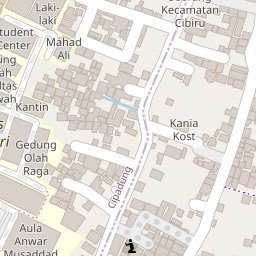 Laki-
laki
Kecamatan
Cibiru
Student
Center
Mahad
Ali
Kantin
Kania
Kost
Gedung
Olah
Raga
Cipadung
Aula
Anwar
Musaddad